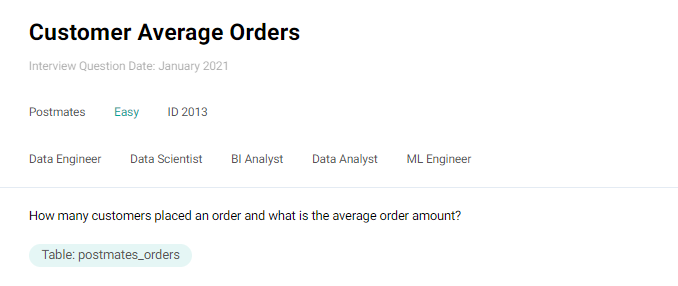 Customer Average Orders
Interview Question Date: January 2021
Postmates Easy ID 2013
Data Engineer Data Scientist BI Analyst Data Analyst ML Engineer
How many customers placed an order and what is the average order amount?
Table: postmates_orders